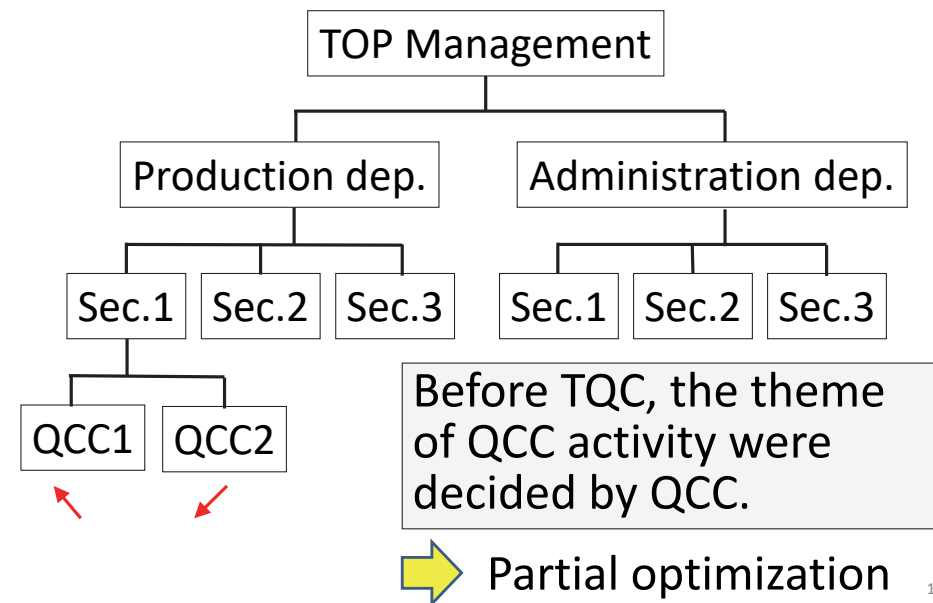 TOP Management
Production dep.
Administration dep.
Sec.1
Sec.2
Sec.3
Sec.1
Sec.2
Sec.3
QCC1
QCC2
Before TQC, the theme
of QCC activity were
decided by QCC.
Partial optimization
1